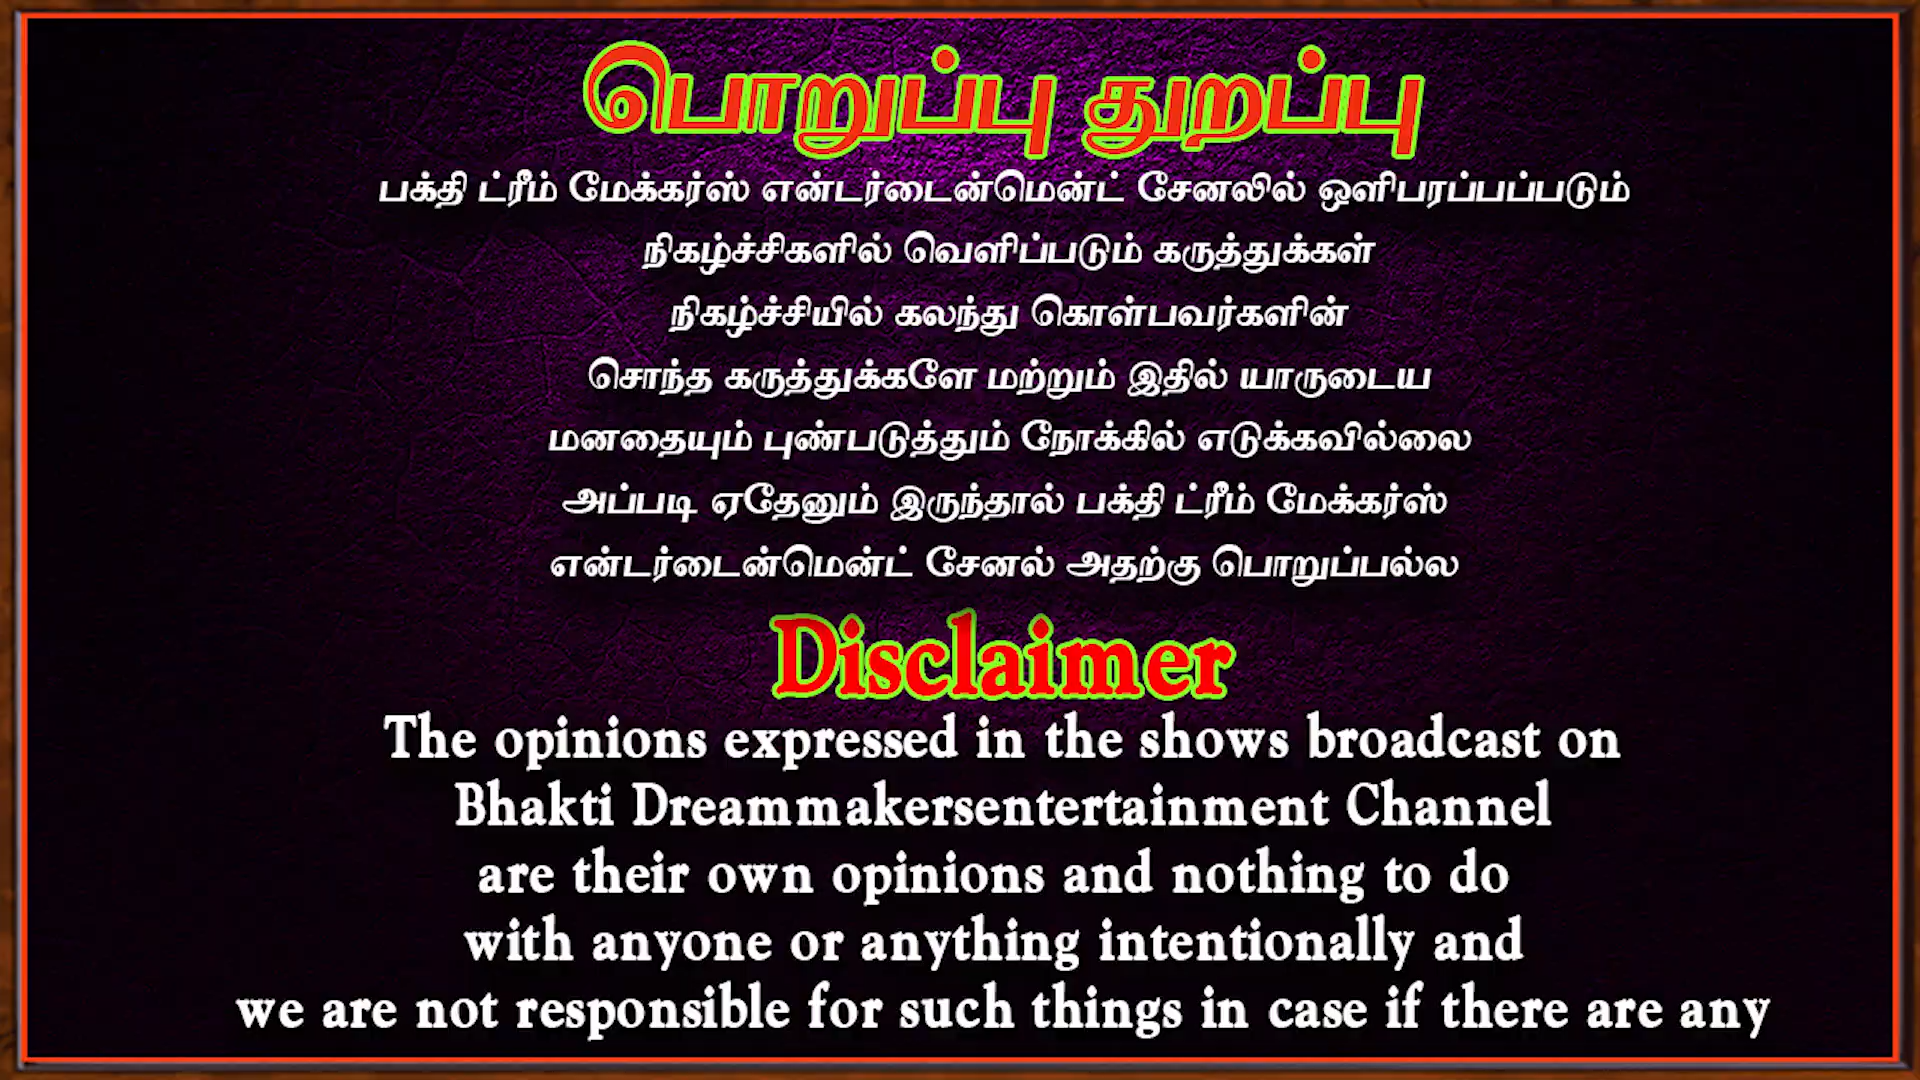 பொறுப்பு துறப்பு
பக்தி ட்ரீம் மேக்கர்ஸ் என்டர்டைன்மென்ட் சேனலில் ஒளிபரப்பப்படும்
நிகழ்ச்சிகளில் வெளிப்படும் கருத்துக்கள்
நிகழ்ச்சியில் கலந்து கொள்பவர்களின்
சொந்த கருத்துக்களே மற்றும் இதில் யாருடைய
மனதையும் புண்படுத்தும் நோக்கில் எடுக்கவில்லை
அப்படி ஏதேனும் இருந்தால் பக்தி ட்ரீம் மேக்கர்ஸ்
என்டர்டைன்மென்ட் சேனல் அதற்கு பொறுப்பல்ல
Disclaimer
The opinions expressed in the shows broadcast on
Bhakti Dreammakersentertainment Channel
are their own opinions and nothing to do
with anyone or anything intentionally and
we are not responsible for such things in case if there are any